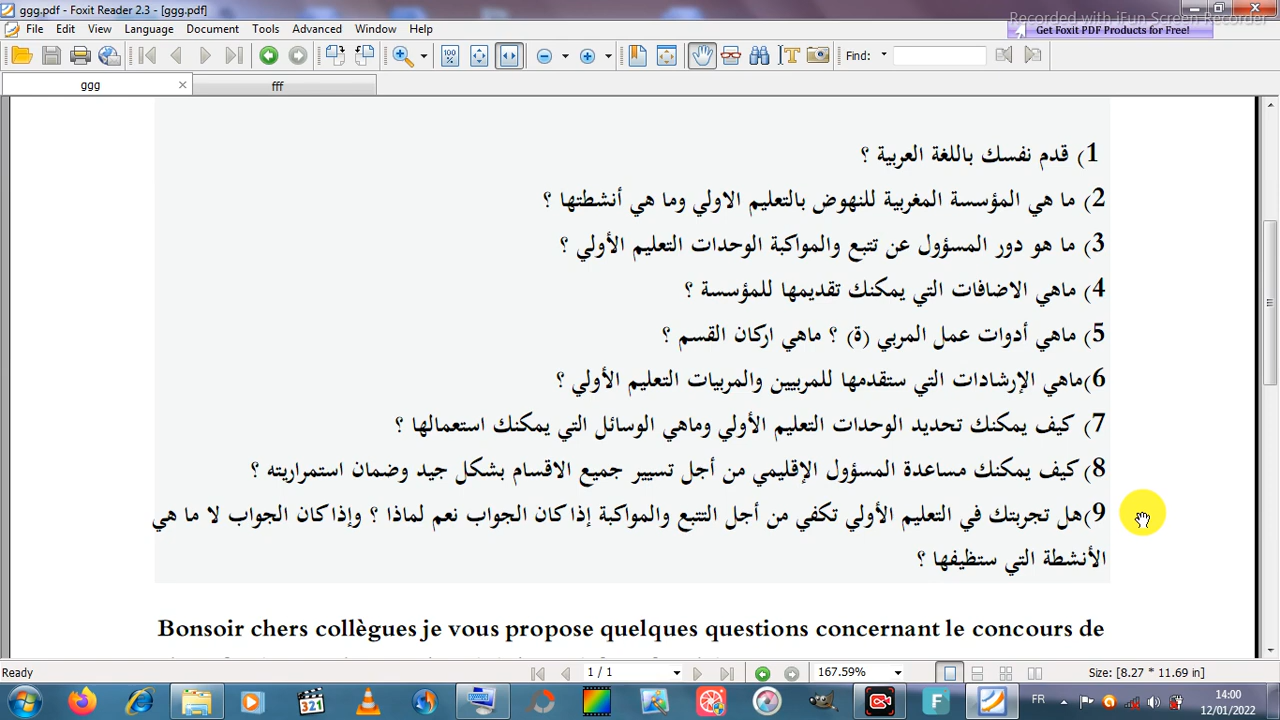 ggg.pdf - Foxit Reader 2.3 - [ggg.pdf]
Recorded with iFun Screen Recorder
File Edit View Language Document Tools Advanced Window Help
Get Foxit PDF Products for Free!
Find:
ggg fff
1) قدم نفسك باللغة العربية ؟
2) ما هي المؤسسة المغربية للنهوض بالتعليم الاولي وما هي أنشطتها ؟
3) ما هو دور المسؤول عن تتبع والمواكبة الوحدات التعليم الأولي ؟
4) ماهي الاضافات التي يمكنك تقديمها للمؤسسة ؟
5) ماهي أدوات عمل المربي (ة) ؟ ماهي اركان القسم ؟
6)ماهي الإرشادات التي ستقدمها للمربيين والمربيات التعليم الأولي ؟
7) كيف يمكنك تحديد الوحدات التعليم الأولي وماهي الوسائل التي يمكنك استعمالها ؟
8) كيف يمكنك مساعدة المسؤول الإقليمي من أجل تسيير جميع الاقسام بشكل جيد وضمان استمراريته ؟
9)هل تجربتك في التعليم الأولي تكفي من أجل التتبع والمواكبة إذا كان الجواب نعم لماذا ؟ وإذا كان الجواب لا ما هي
الأنشطة التي ستظيفها ؟
Bonsoir chers collègues je vous propose quelques questions concernant le concours de
Ready 1 / 1 167.59% Size: [8.27 * 11.69 in]
FR 14:00
12/01/2022